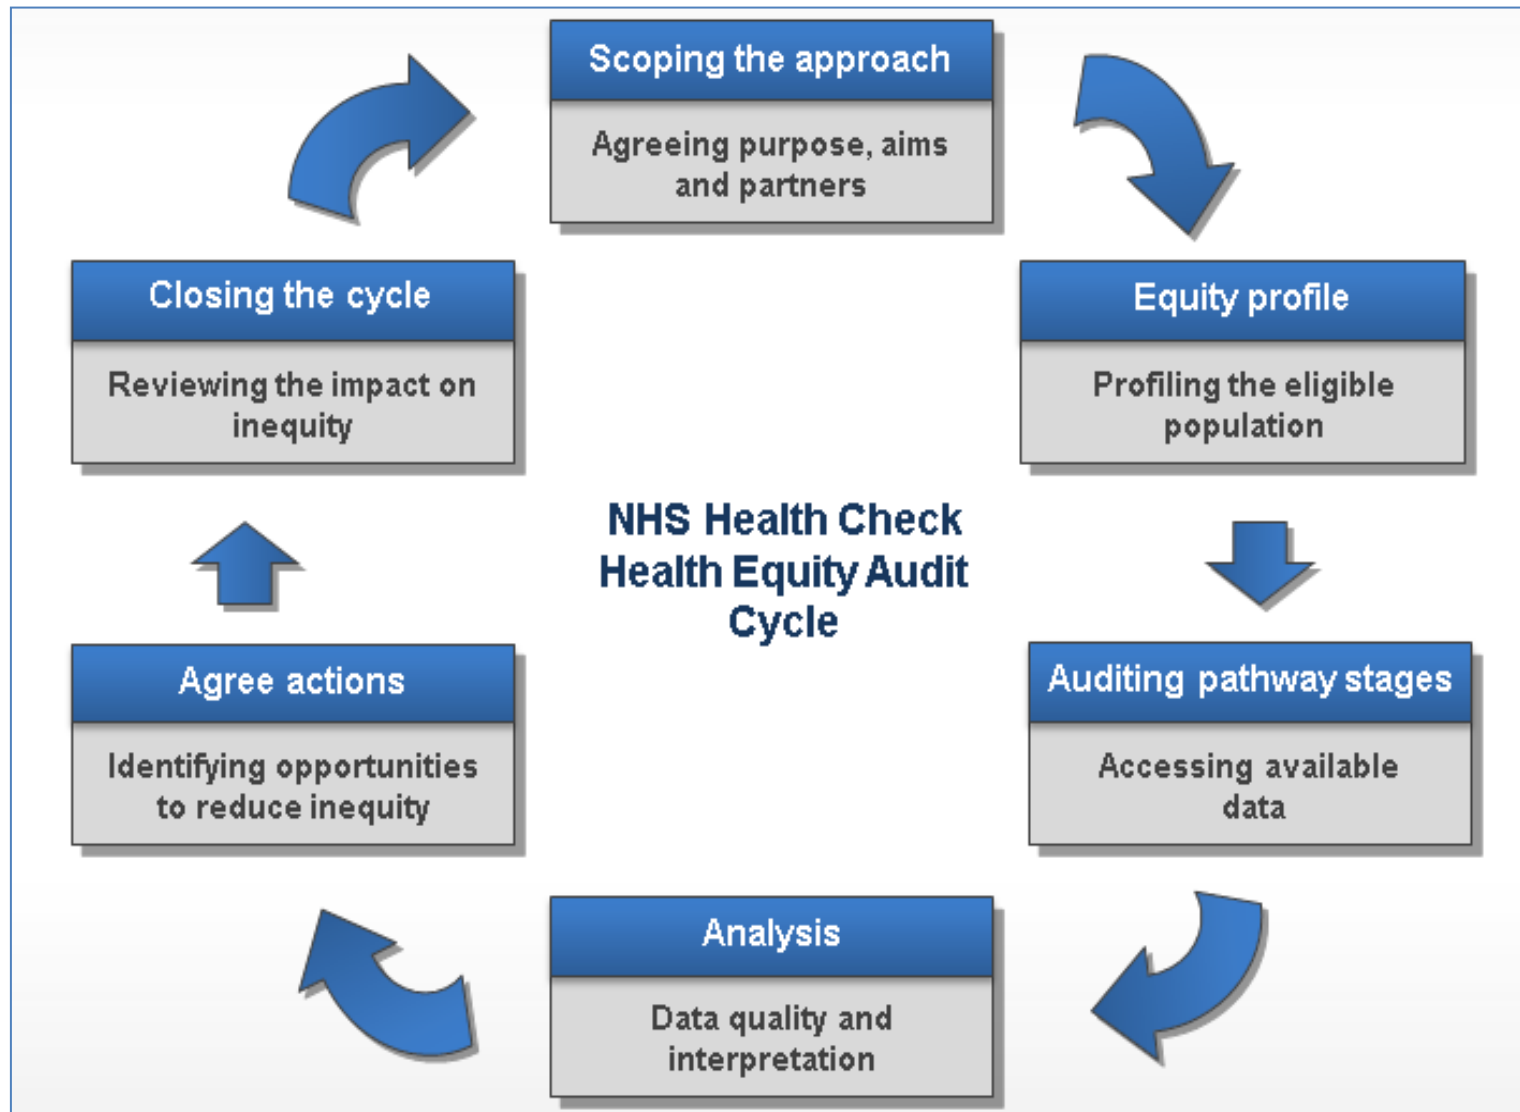 Scoping the approach
Agreeing purpose, aims
and partners
Equity profile
Profiling the eligible
population
Auditing pathway stages
Accessing available
data
Analysis
Data quality and
interpretation
Agree actions
Identifying opportunities
to reduce inequity
Closing the cycle
Reviewing the impact on
inequity
NHS Health Check
Health Equity Audit
Cycle